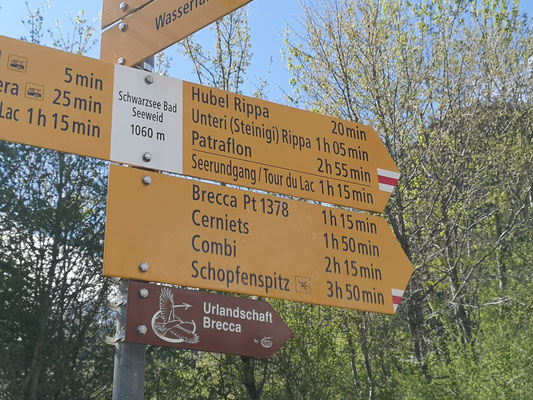 Wasserfa
5 min
era 25 min
Lac 1 h 15 min
Schwarzsee Bad
Seeweid
1060 m
Hubel Rippa 20 min
Unteri (Steinigi) Rippa 1 h 05 min
Patraflon 2 h 55 min
Seerundgang / Tour du Lac 1 h 15 min
Brecca Pt 1378 1 h 15 min
Cerniets 1 h 50 min
Combi 2 h 15 min
Schopfenspitz 3 h 50 min
Urlandschaft
Brecca
by